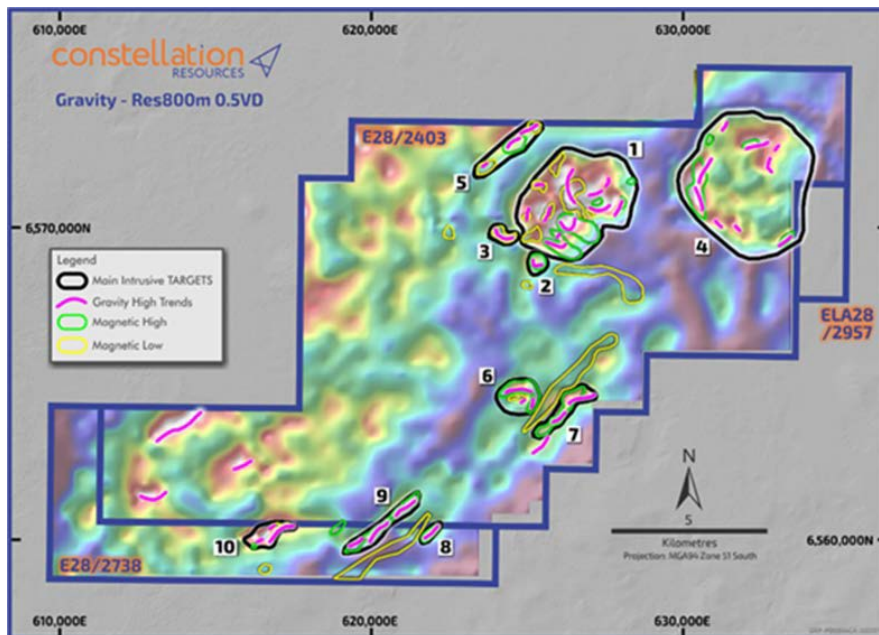 610,000E
620,000E
630,000E
constellation
RESOURCES
Gravity - Res800m 0.5VD
E28/2403
1
5
6,570,000N
3
4
2
Legend
Main Intrusive TARGETS
Gravity High Trends
Magnetic High
Magnetic Low
ELA28
/2957
6
7
N
9
5
Kilometres
Projection: MGA94 Zone 51 South
10
8
6,560,000N
E28/2738
610,000E
620,000E
630,000E